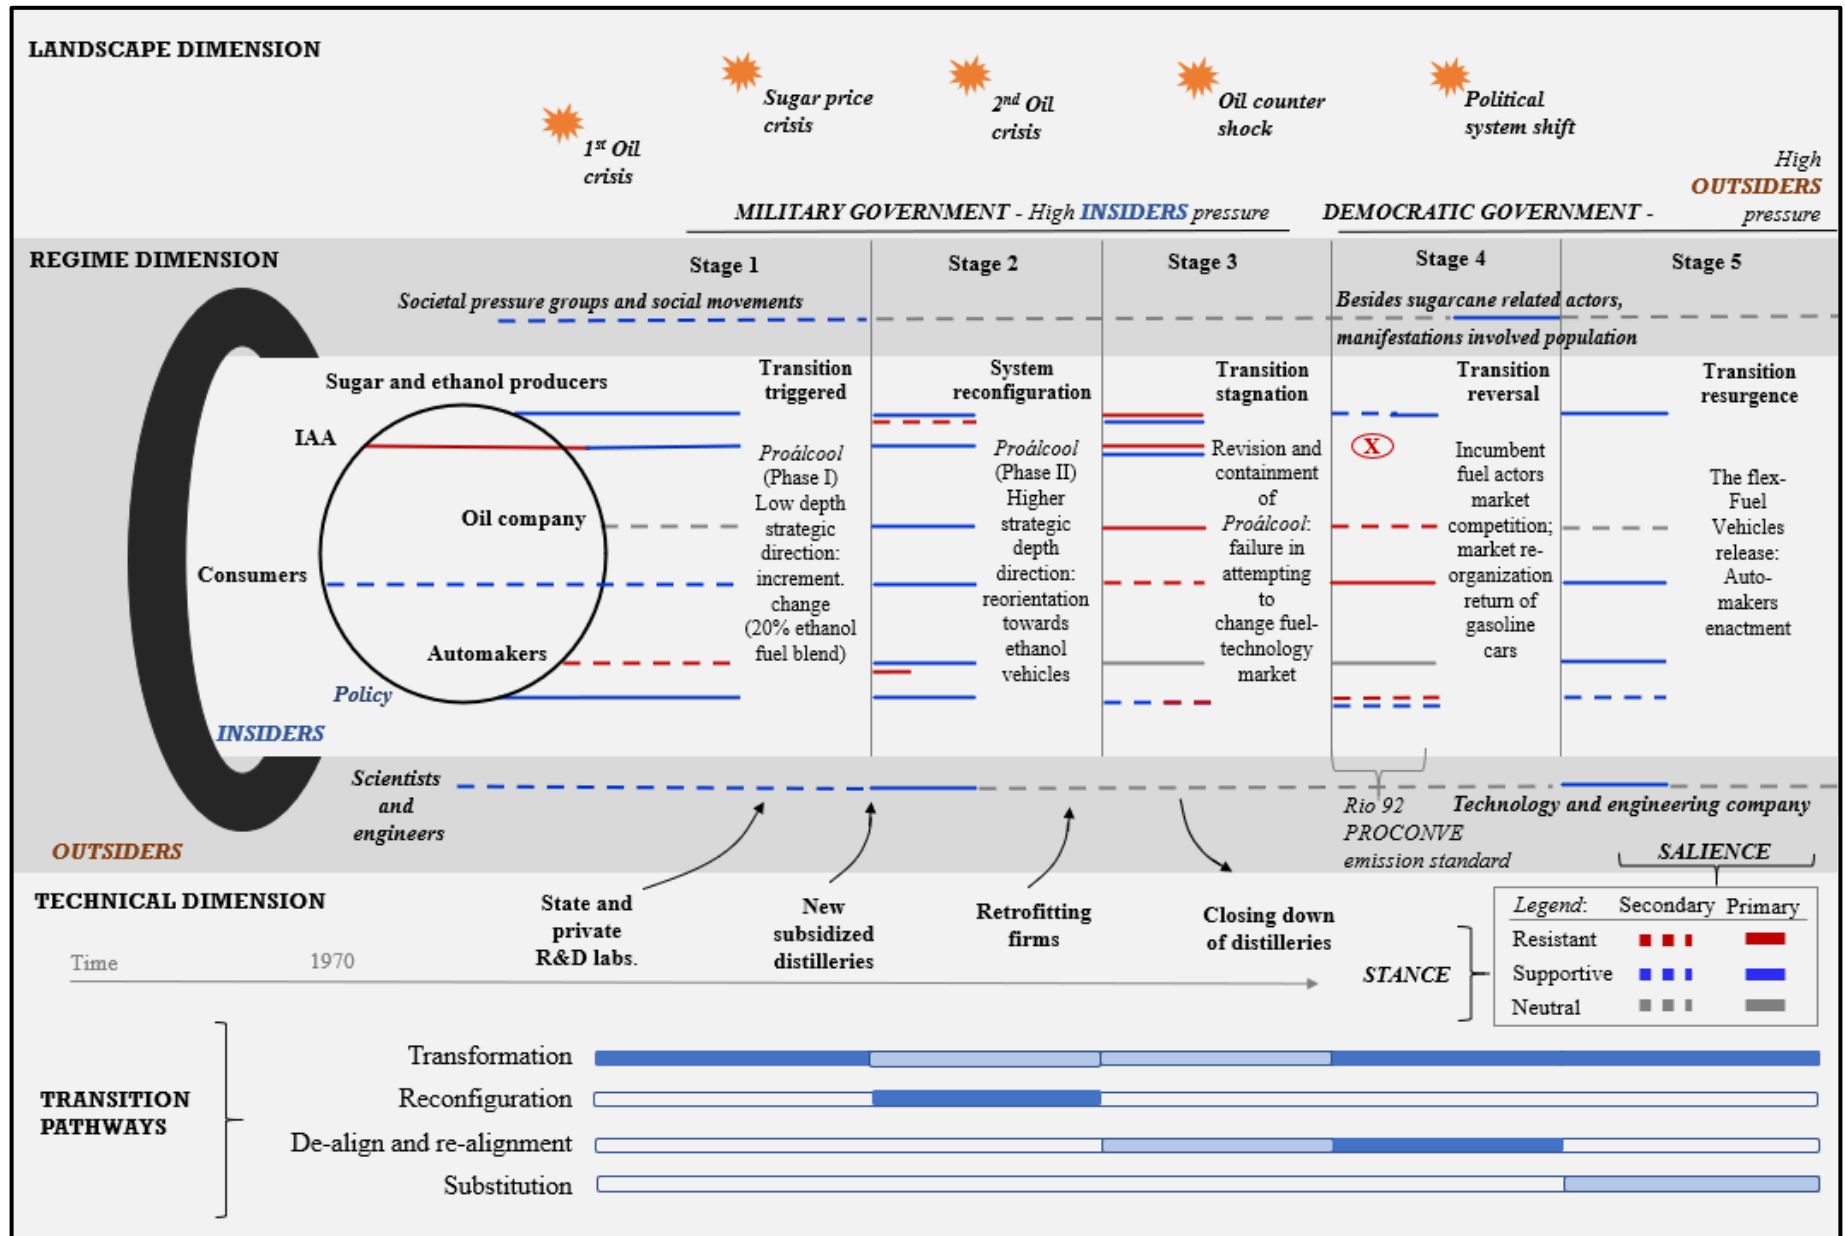 LANDSCAPE DIMENSION
1st Oil
crisis
Sugar price
crisis
2nd Oil
crisis
Oil counter
shock
Political
system shift
High
OUTSIDERS
pressure
MILITARY GOVERNMENT - High INSIDERS pressure
DEMOCRATIC GOVERNMENT -
REGIME DIMENSION
Stage 1
Stage 2
Stage 3
Stage 4
Stage 5
Societal pressure groups and social movements
Besides sugarcane related actors,
manifestations involved population
Sugar and ethanol producers
IAA
Oil company
Consumers
Automakers
Policy
INSIDERS
Transition
triggered
Proálcool
(Phase I)
Low depth
strategic
direction:
increment.
change
(20% ethanol
fuel blend)
System
reconfiguration
Proálcool
(Phase II)
Higher
strategic
depth
direction:
reorientation
towards
ethanol
vehicles
Transition
stagnation
Revision and
containment
of
Proálcool:
failure in
attempting
to
change fuel-
technology
market
Transition
reversal
X
Incumbent
fuel actors
market
competition;
market re-
organization
return of
gasoline
cars
Transition
resurgence
The flex-
Fuel
Vehicles
release:
Auto-
makers
enactment
Scientists
and
engineers
OUTSIDERS
Rio 92
PROCONVE
emission standard
Technology and engineering company
TECHNICAL DIMENSION
State and
private
R&D labs.
New
subsidized
distilleries
Retrofitting
firms
Closing down
of distilleries
Time
1970
SALIENCE
STANCE
Legend: Secondary Primary
Resistant
Supportive
Neutral
TRANSITION
PATHWAYS
Transformation
Reconfiguration
De-align and re-alignment
Substitution